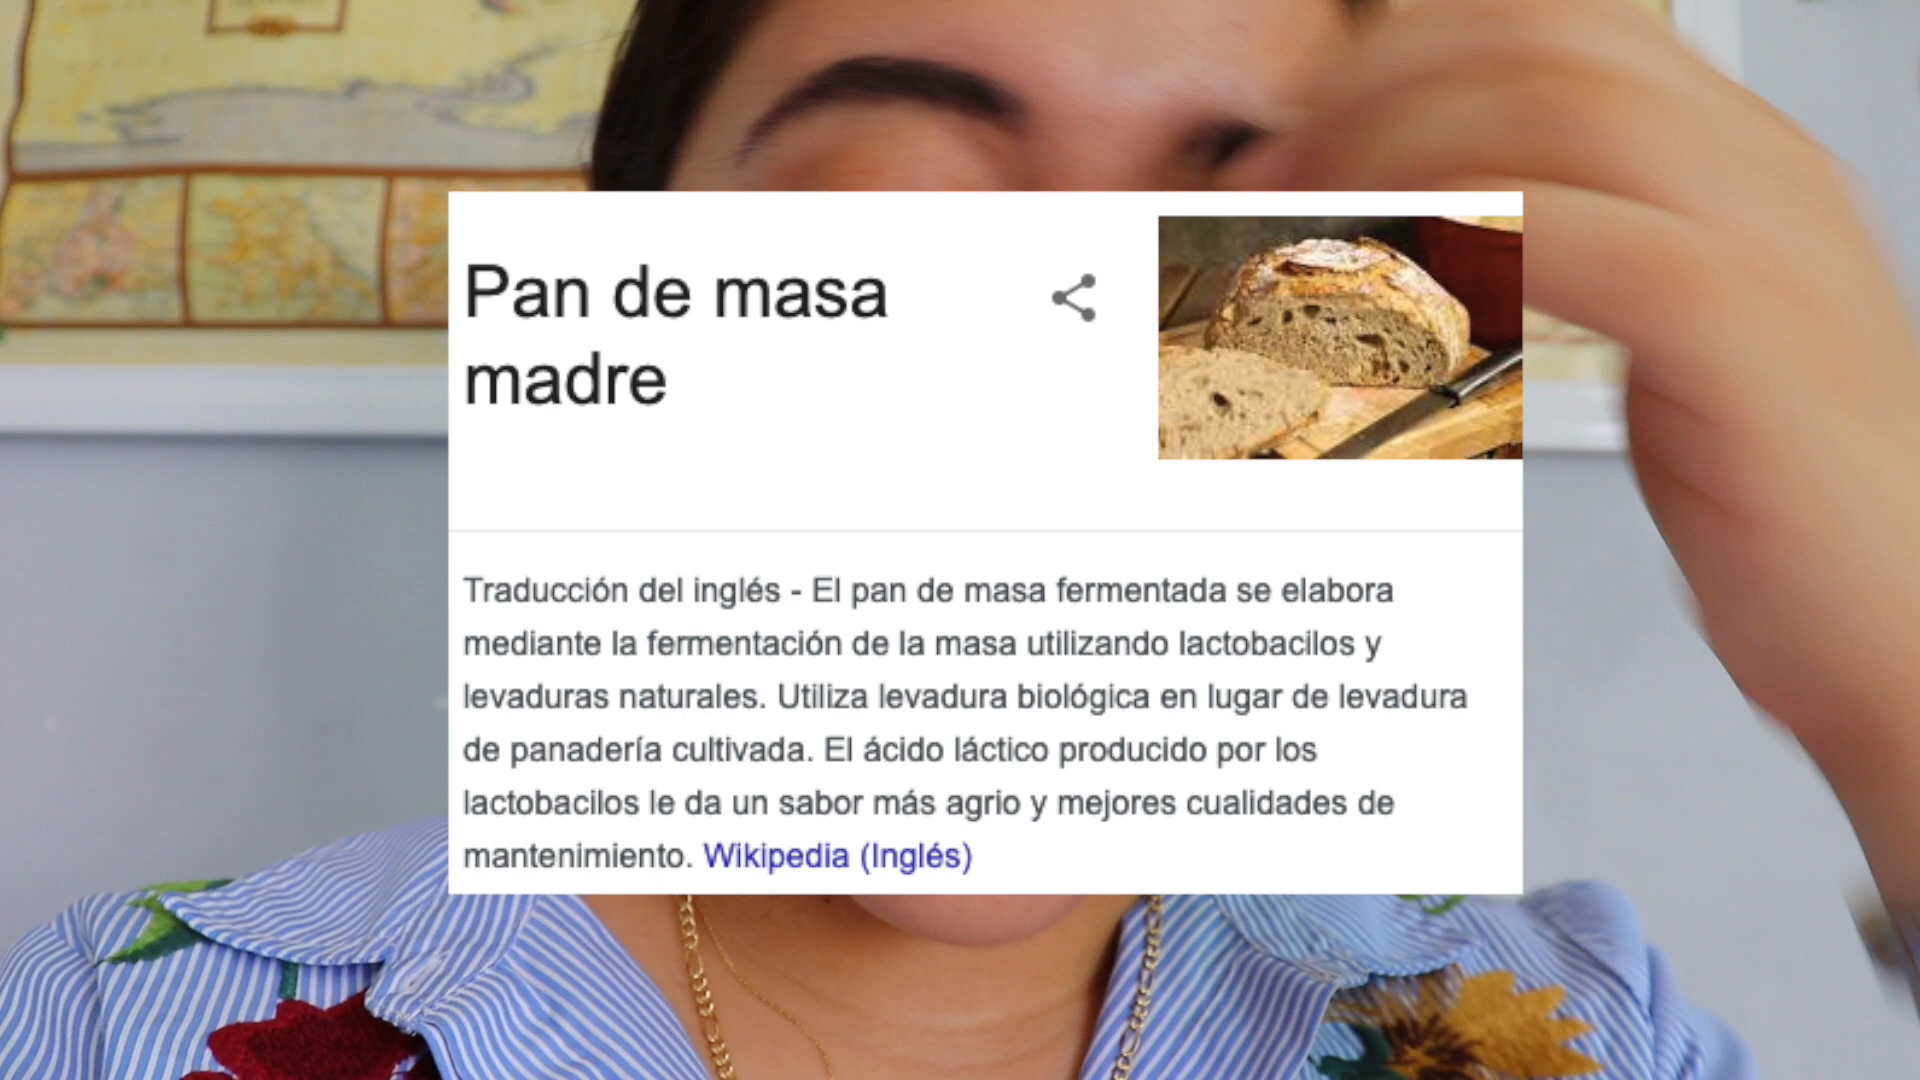 Pan de masa
madre
Traducción del inglés - El pan de masa fermentada se elabora
mediante la fermentación de la masa utilizando lactobacilos y
levaduras naturales. Utiliza levadura biológica en lugar de levadura
de panadería cultivada. El ácido láctico producido por los
lactobacilos le da un sabor más agrio y mejores cualidades de
mantenimiento. Wikipedia (Inglés)